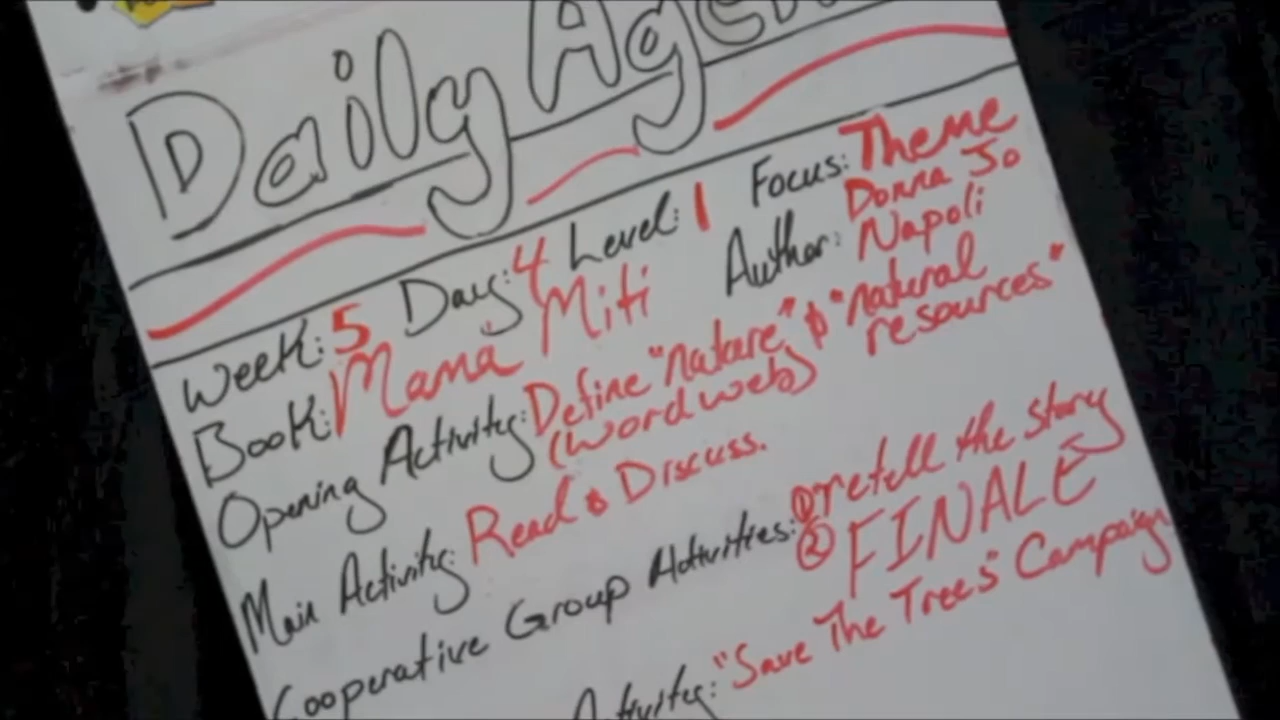 Daily Agen
Week: 5 Day: 4 Level: 1 Focus: Theme
Book: Mama Miti Author: Donna Jo Napoli
Opening Activity: Define "nature" & "natural resources"
(word web)
Main Activity: Read & Discuss.
Cooperative Group Activities: ① retell the story
② FINALE
Activity: "Save The Trees" Campaign